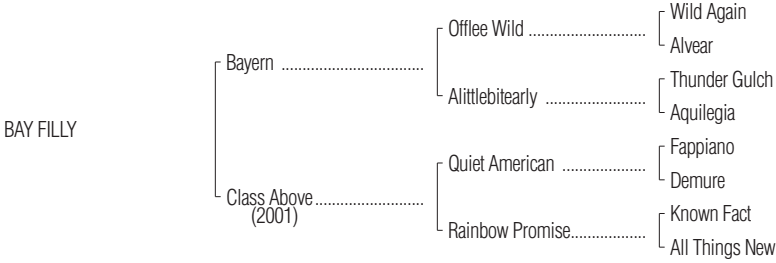 Wild Again
Offlee Wild ..............................
Alvear
Bayern ....................................
Thunder Gulch
Alittlebitearly ..........................
Aquilegia
BAY FILLY
Fappiano
Quiet American .....................
Demure
Class Above...........................
(2001)
Known Fact
Rainbow Promise...................
All Things New